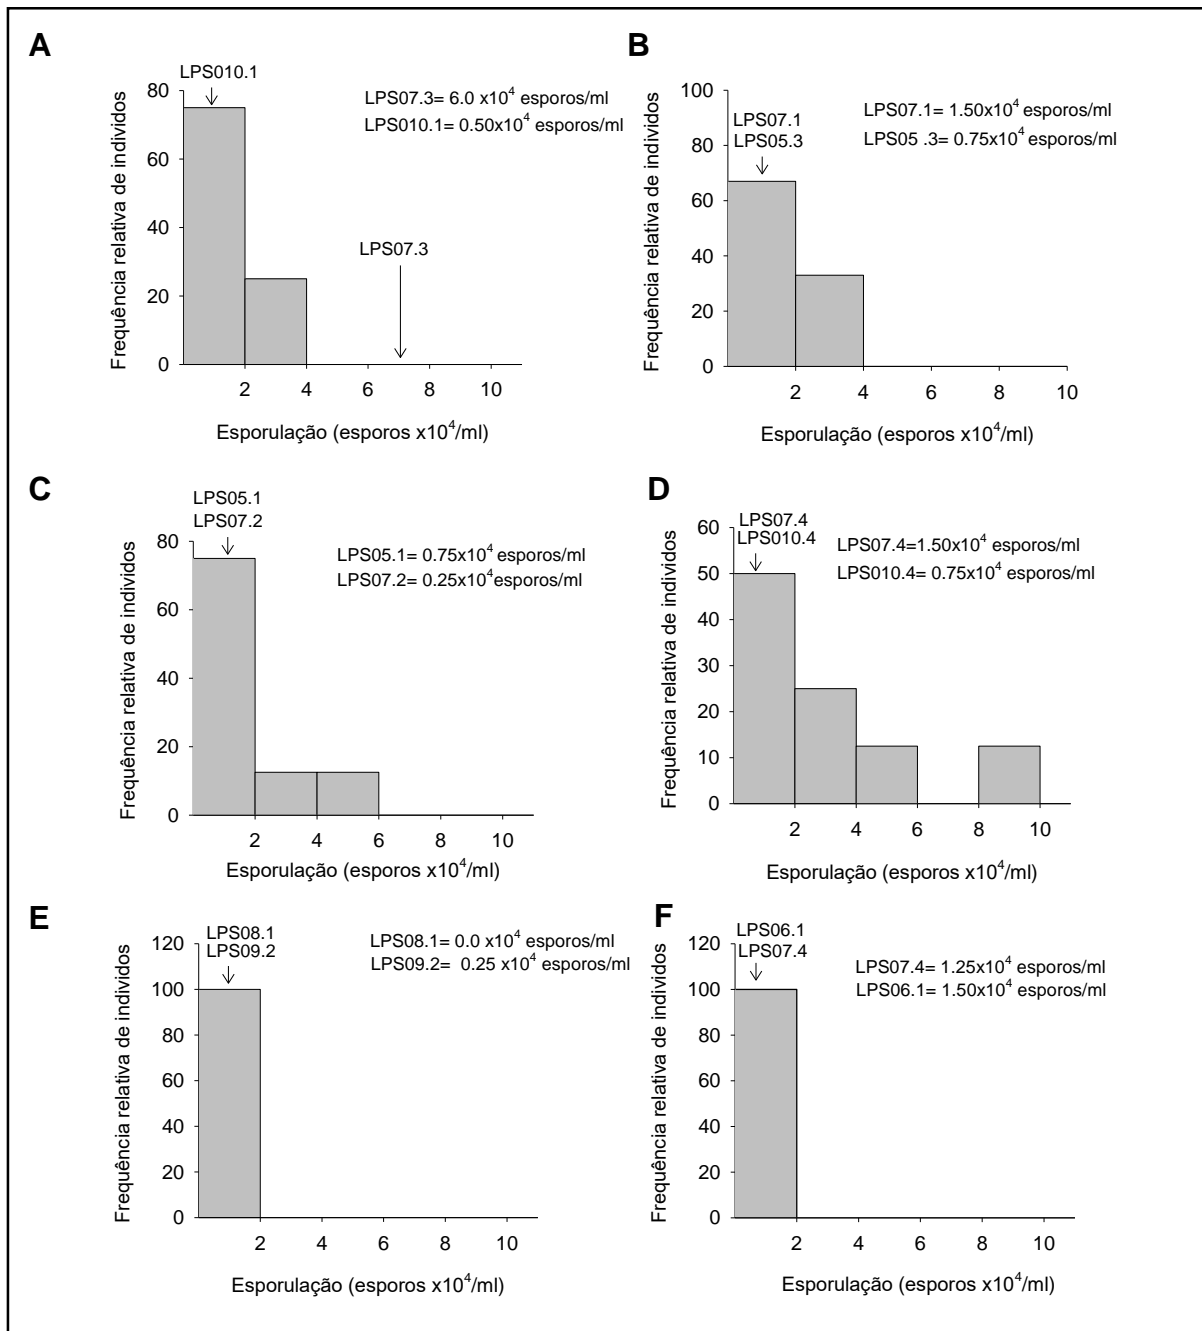 A
LPS010.1
LPS07.3= 6.0 x10⁴ esporos/ml
LPS010.1= 0.50x10⁴ esporos/ml
LPS07.3
Frequência relativa de individos
80
60
40
20
0
2 4 6 8 10
Esporulação (esporos x10⁴/ml)
B
LPS07.1
LPS05.3
LPS07.1= 1.50x10⁴ esporos/ml
LPS05 .3= 0.75x10⁴ esporos/ml
Frequência relativa de individos
100
80
60
40
20
0
2 4 6 8 10
Esporulação (esporos x10⁴/ml)
C
LPS05.1
LPS07.2
LPS05.1= 0.75x10⁴ esporos/ml
LPS07.2= 0.25x10⁴esporos/ml
Frequência relativa de individos
80
60
40
20
0
2 4 6 8 10
Esporulação (esporos x10⁴/ml)
D
LPS07.4
LPS010.4
LPS07.4=1.50x10⁴ esporos/ml
LPS010.4= 0.75x10⁴ esporos/ml
Frequência relativa de individos
60
50
40
30
20
10
0
2 4 6 8 10
Esporulação (esporos x10⁴/ml)
E
LPS08.1
LPS09.2
LPS08.1= 0.0 x10⁴ esporos/ml
LPS09.2= 0.25 x10⁴ esporos/ml
Frequência relativa de individos
120
100
80
60
40
20
0
2 4 6 8 10
Esporulação (esporos x10⁴/ml)
F
LPS06.1
LPS07.4
LPS07.4= 1.25x10⁴ esporos/ml
LPS06.1= 1.50x10⁴ esporos/ml
Frequência relativa de individos
120
100
80
60
40
20
0
2 4 6 8 10
Esporulação (esporos x10⁴/ml)